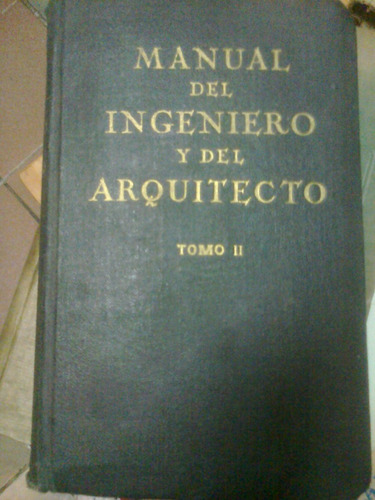 MANUAL
DEL
INGENIERO
Y DEL
ARQUITECTO
TOMO II